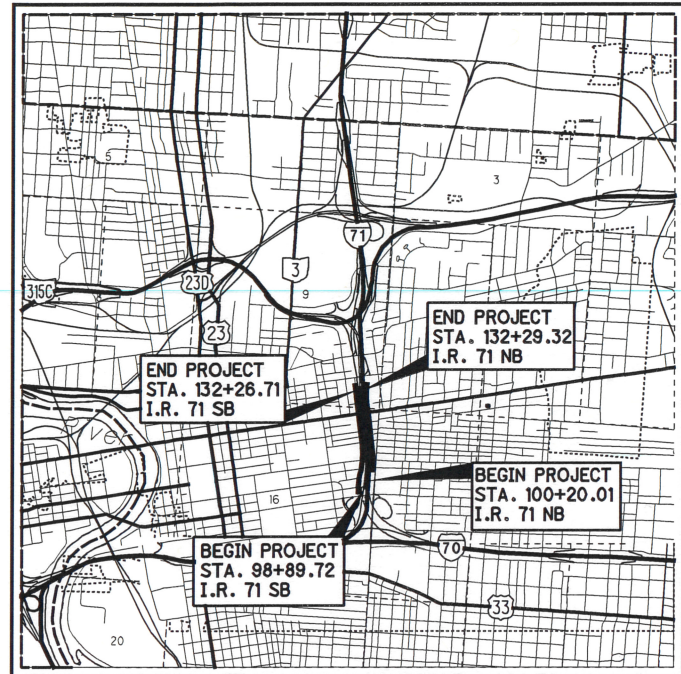 5
3
71
3
9
315C
23D
23
END PROJECT
STA. 132+29.32
I.R. 71 NB
END PROJECT
STA. 132+26.71
I.R. 71 SB
BEGIN PROJECT
STA. 100+20.01
I.R. 71 NB
16
BEGIN PROJECT
STA. 98+89.72
I.R. 71 SB
70
33
20